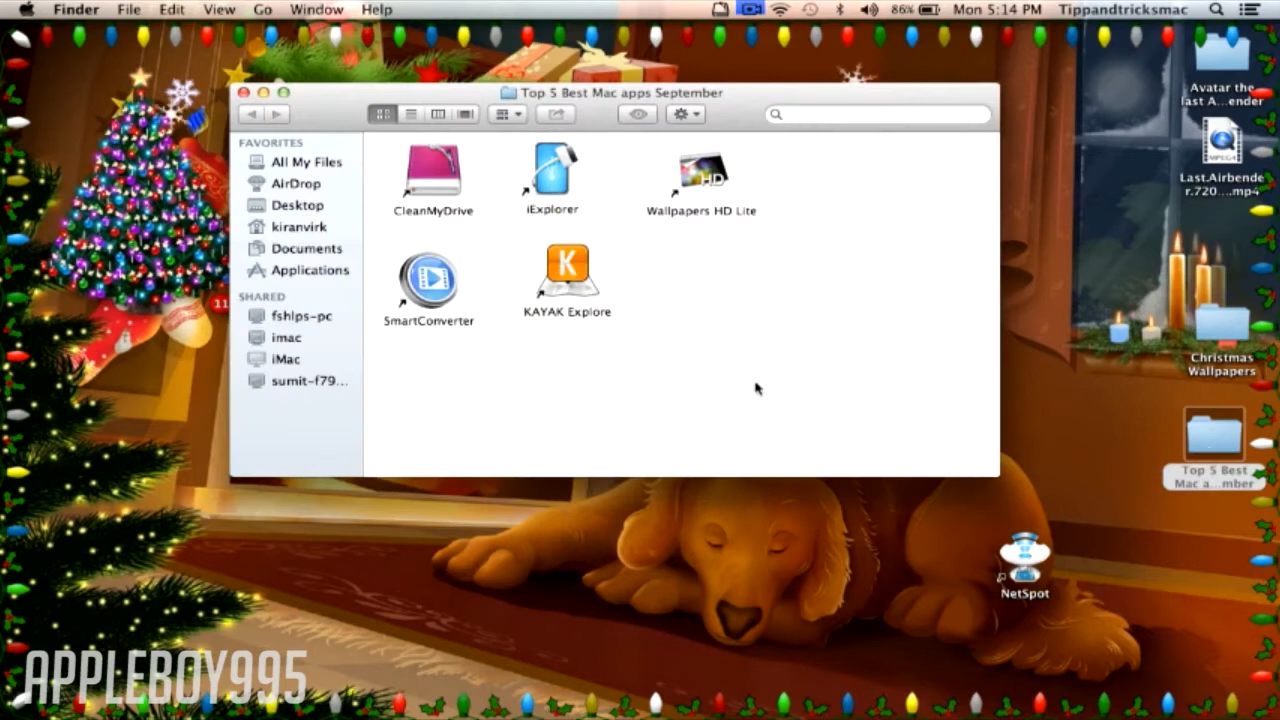 Finder File Edit View Go Window Help 86% Mon 5:14 PM Tippandtricksmac
Top 5 Best Mac apps September
FAVORITES
All My Files
AirDrop
Desktop
kiranvirk
Documents
Applications
SHARED
fshlps-pc
imac
iMac
sumit-f79...
CleanMyDrive
iExplorer
HD
Wallpapers HD Lite
SmartConverter
K
KAYAK Explore
Avatar the
last A...ender
MPEG4
Last.Airbende
r.720....mp4
Christmas
Wallpapers
Top 5 Best
Mac a...mber
NetSpot
11
APPLEBOY995